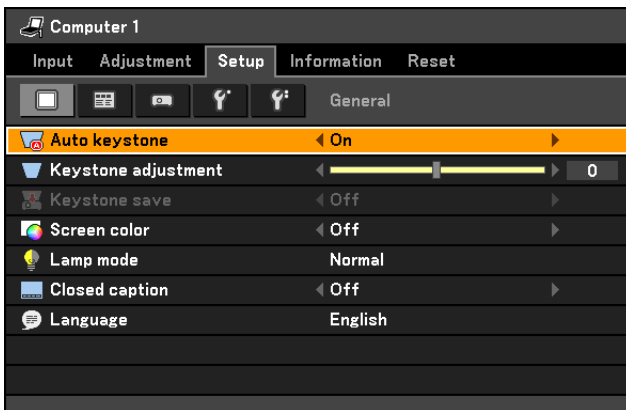 Computer 1
Input Adjustment Setup Information Reset
General
Auto keystone On
Keystone adjustment 0
Keystone save Off
Screen color Off
Lamp mode Normal
Closed caption Off
Language English